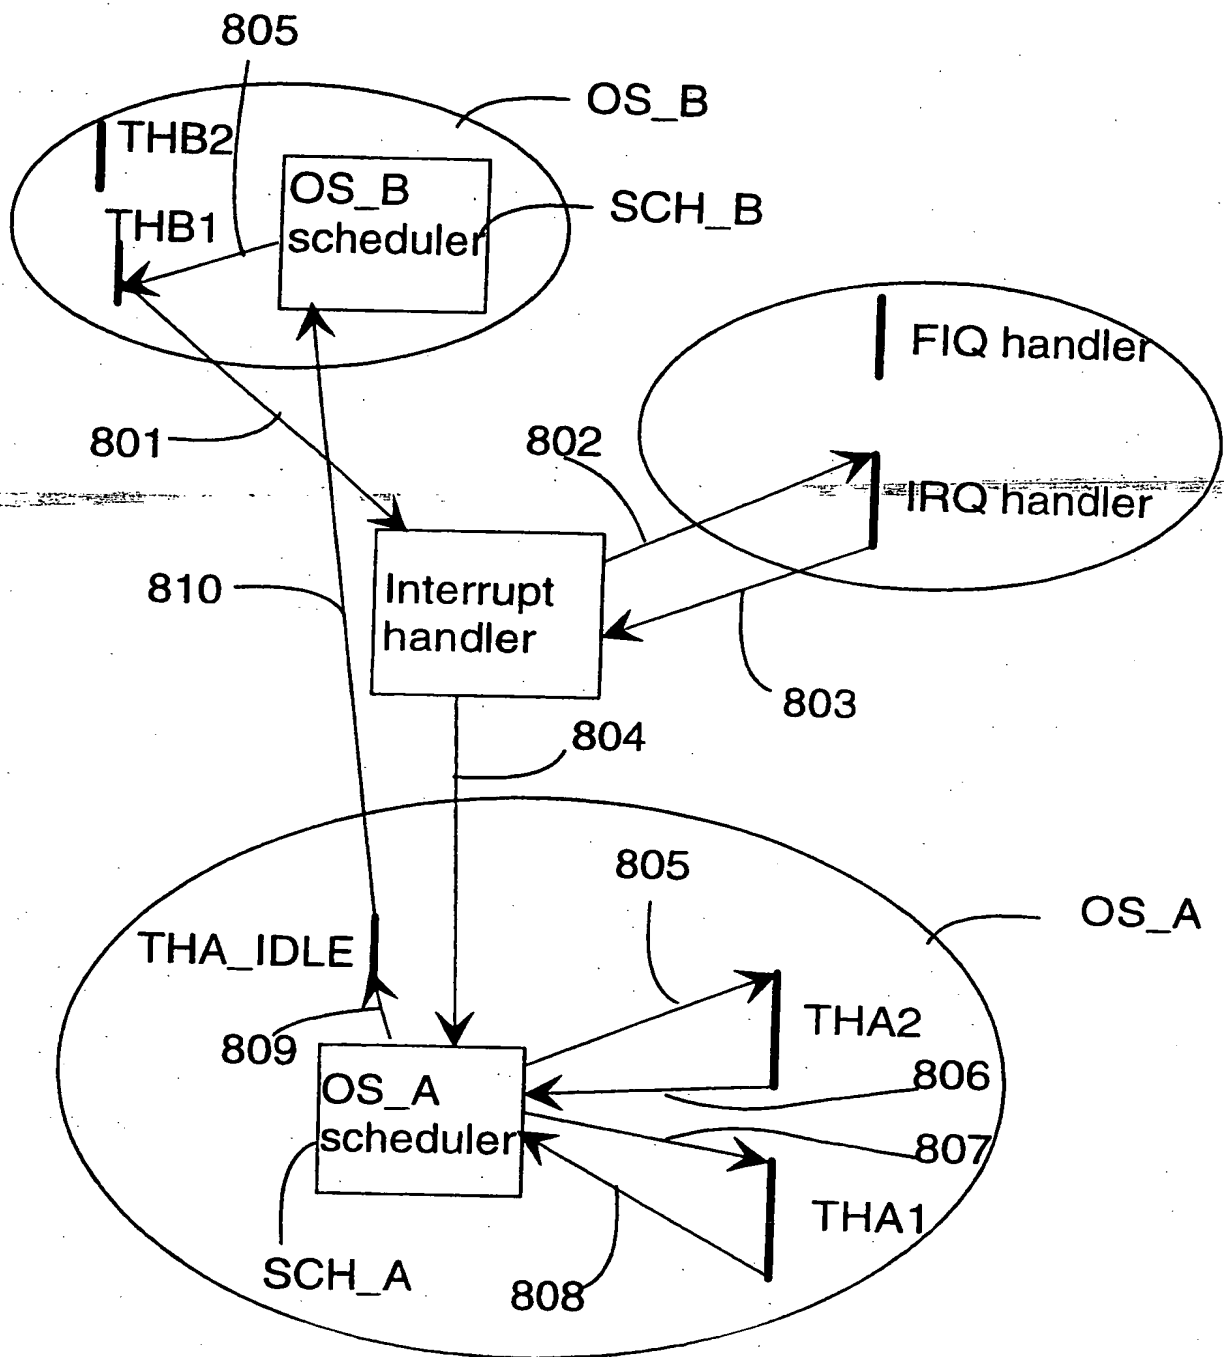 805
OS_B
THB2
OS_B
scheduler
SCH_B
THB1
FIQ handler
801
802
IRQ handler
810
Interrupt
handler
803
804
805
OS_A
THA_IDLE
THA2
809
806
OS_A
scheduler
807
THA1
SCH_A
808